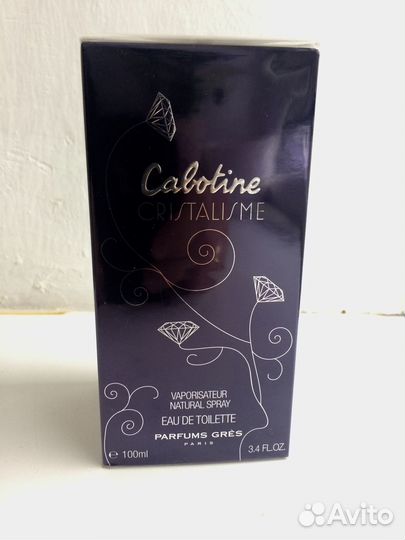 Cabotine
CRISTALISME
VAPORISATEUR
NATURAL SPRAY
EAU DE TOILETTE
PARFUMS GRÈS
PARIS
℮ 100ml 3.4 FL.OZ.
Avito